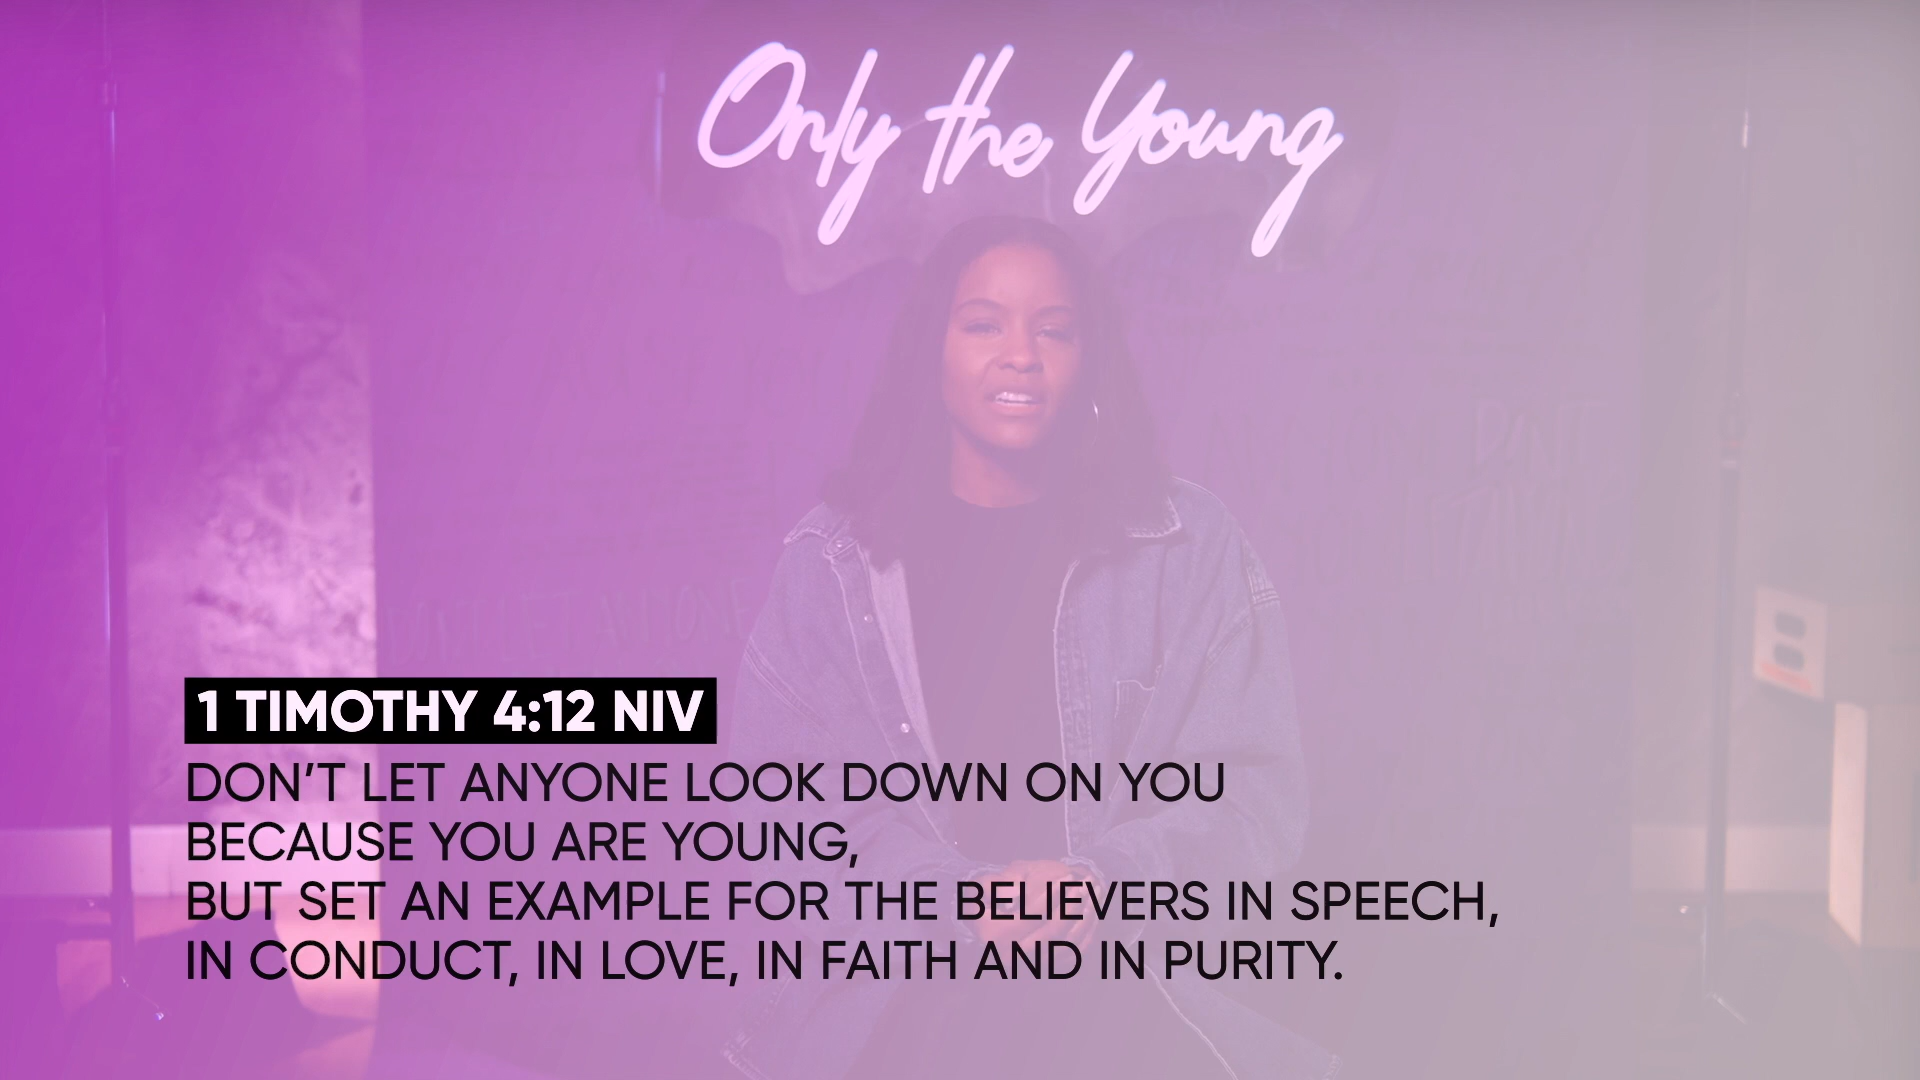 Only the Young
1 TIMOTHY 4:12 NIV
DON’T LET ANYONE LOOK DOWN ON YOU
BECAUSE YOU ARE YOUNG,
BUT SET AN EXAMPLE FOR THE BELIEVERS IN SPEECH,
IN CONDUCT, IN LOVE, IN FAITH AND IN PURITY.